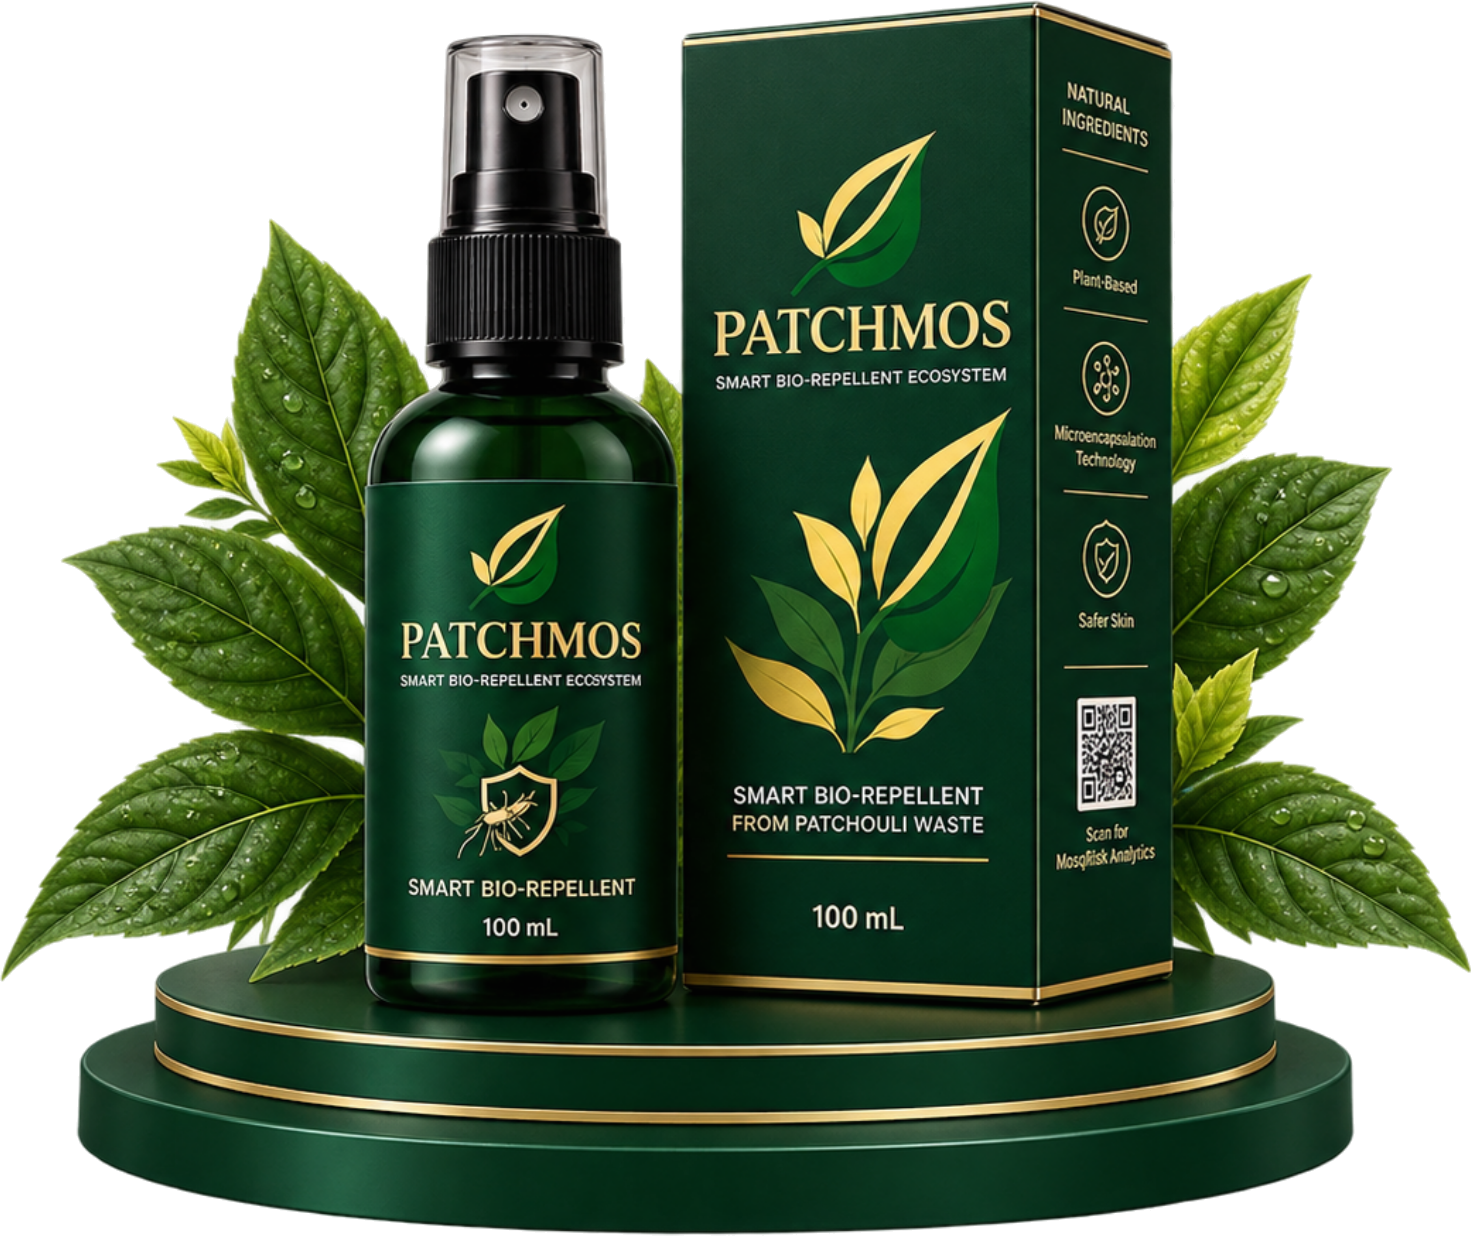 PATCHMOS
SMART BIO-REPELLENT ECOSYSTEM
SMART BIO-REPELLENT
100 mL
PATCHMOS
SMART BIO-REPELLENT ECOSYSTEM
SMART BIO-REPELLENT
FROM PATCHOULI WASTE
100 mL
NATURAL
INGREDIENTS
Plant-Based
Microencapsalation
Technology
Safer Skin
Scan for
MosqRisk Analytics